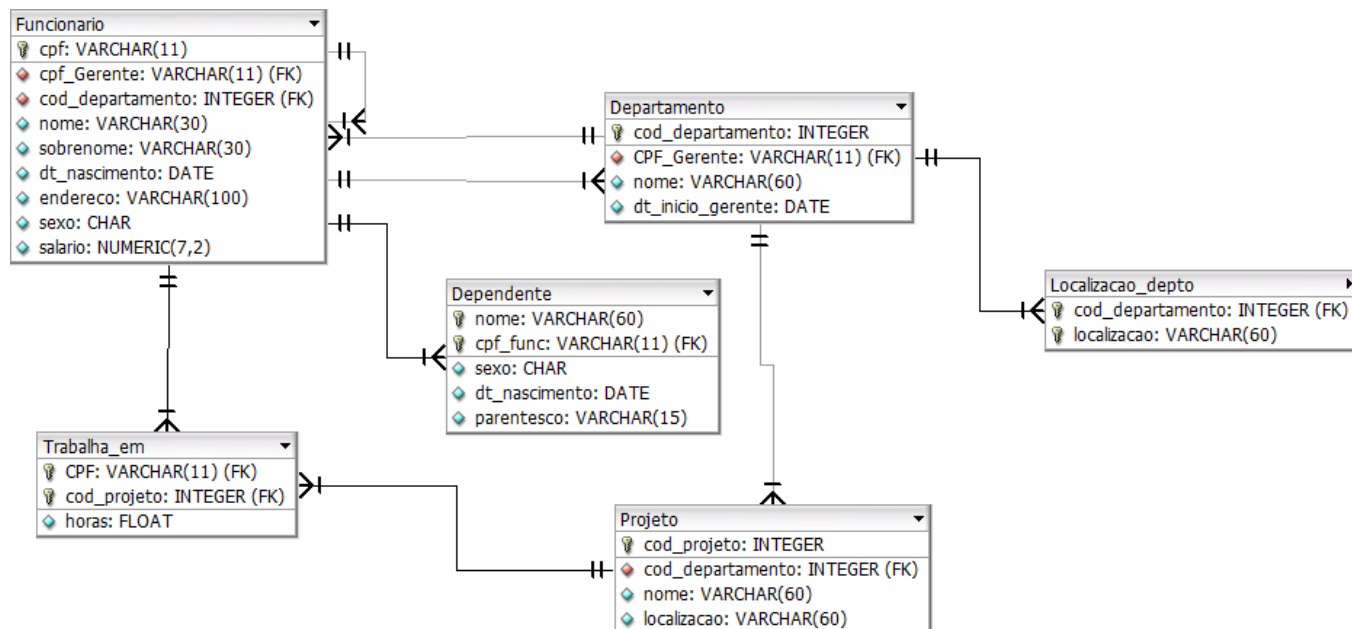 Funcionario
cpf: VARCHAR(11)
cpf_Gerente: VARCHAR(11) (FK)
cod_departamento: INTEGER (FK)
nome: VARCHAR(30)
sobrenome: VARCHAR(30)
dt_nascimento: DATE
endereco: VARCHAR(100)
sexo: CHAR
salario: NUMERIC(7,2)
Departamento
cod_departamento: INTEGER
CPF_Gerente: VARCHAR(11) (FK)
nome: VARCHAR(60)
dt_inicio_gerente: DATE
Localizacao_depto
cod_departamento: INTEGER (FK)
localizacao: VARCHAR(60)
Dependente
nome: VARCHAR(60)
cpf_func: VARCHAR(11) (FK)
sexo: CHAR
dt_nascimento: DATE
parentesco: VARCHAR(15)
Trabalha_em
CPF: VARCHAR(11) (FK)
cod_projeto: INTEGER (FK)
horas: FLOAT
Projeto
cod_projeto: INTEGER
cod_departamento: INTEGER (FK)
nome: VARCHAR(60)
localizacao: VARCHAR(60)